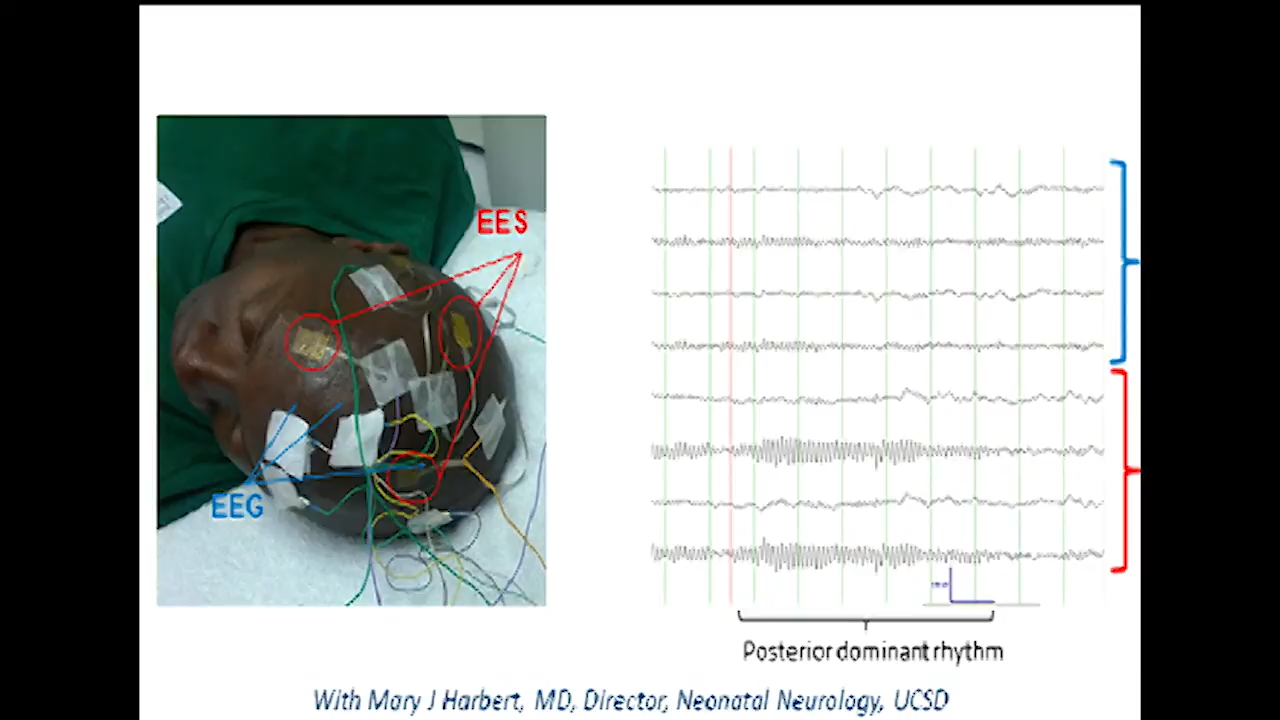 EES
EEG
Posterior dominant rhythm
With Mary J Harbert, MD, Director, Neonatal Neurology, UCSD